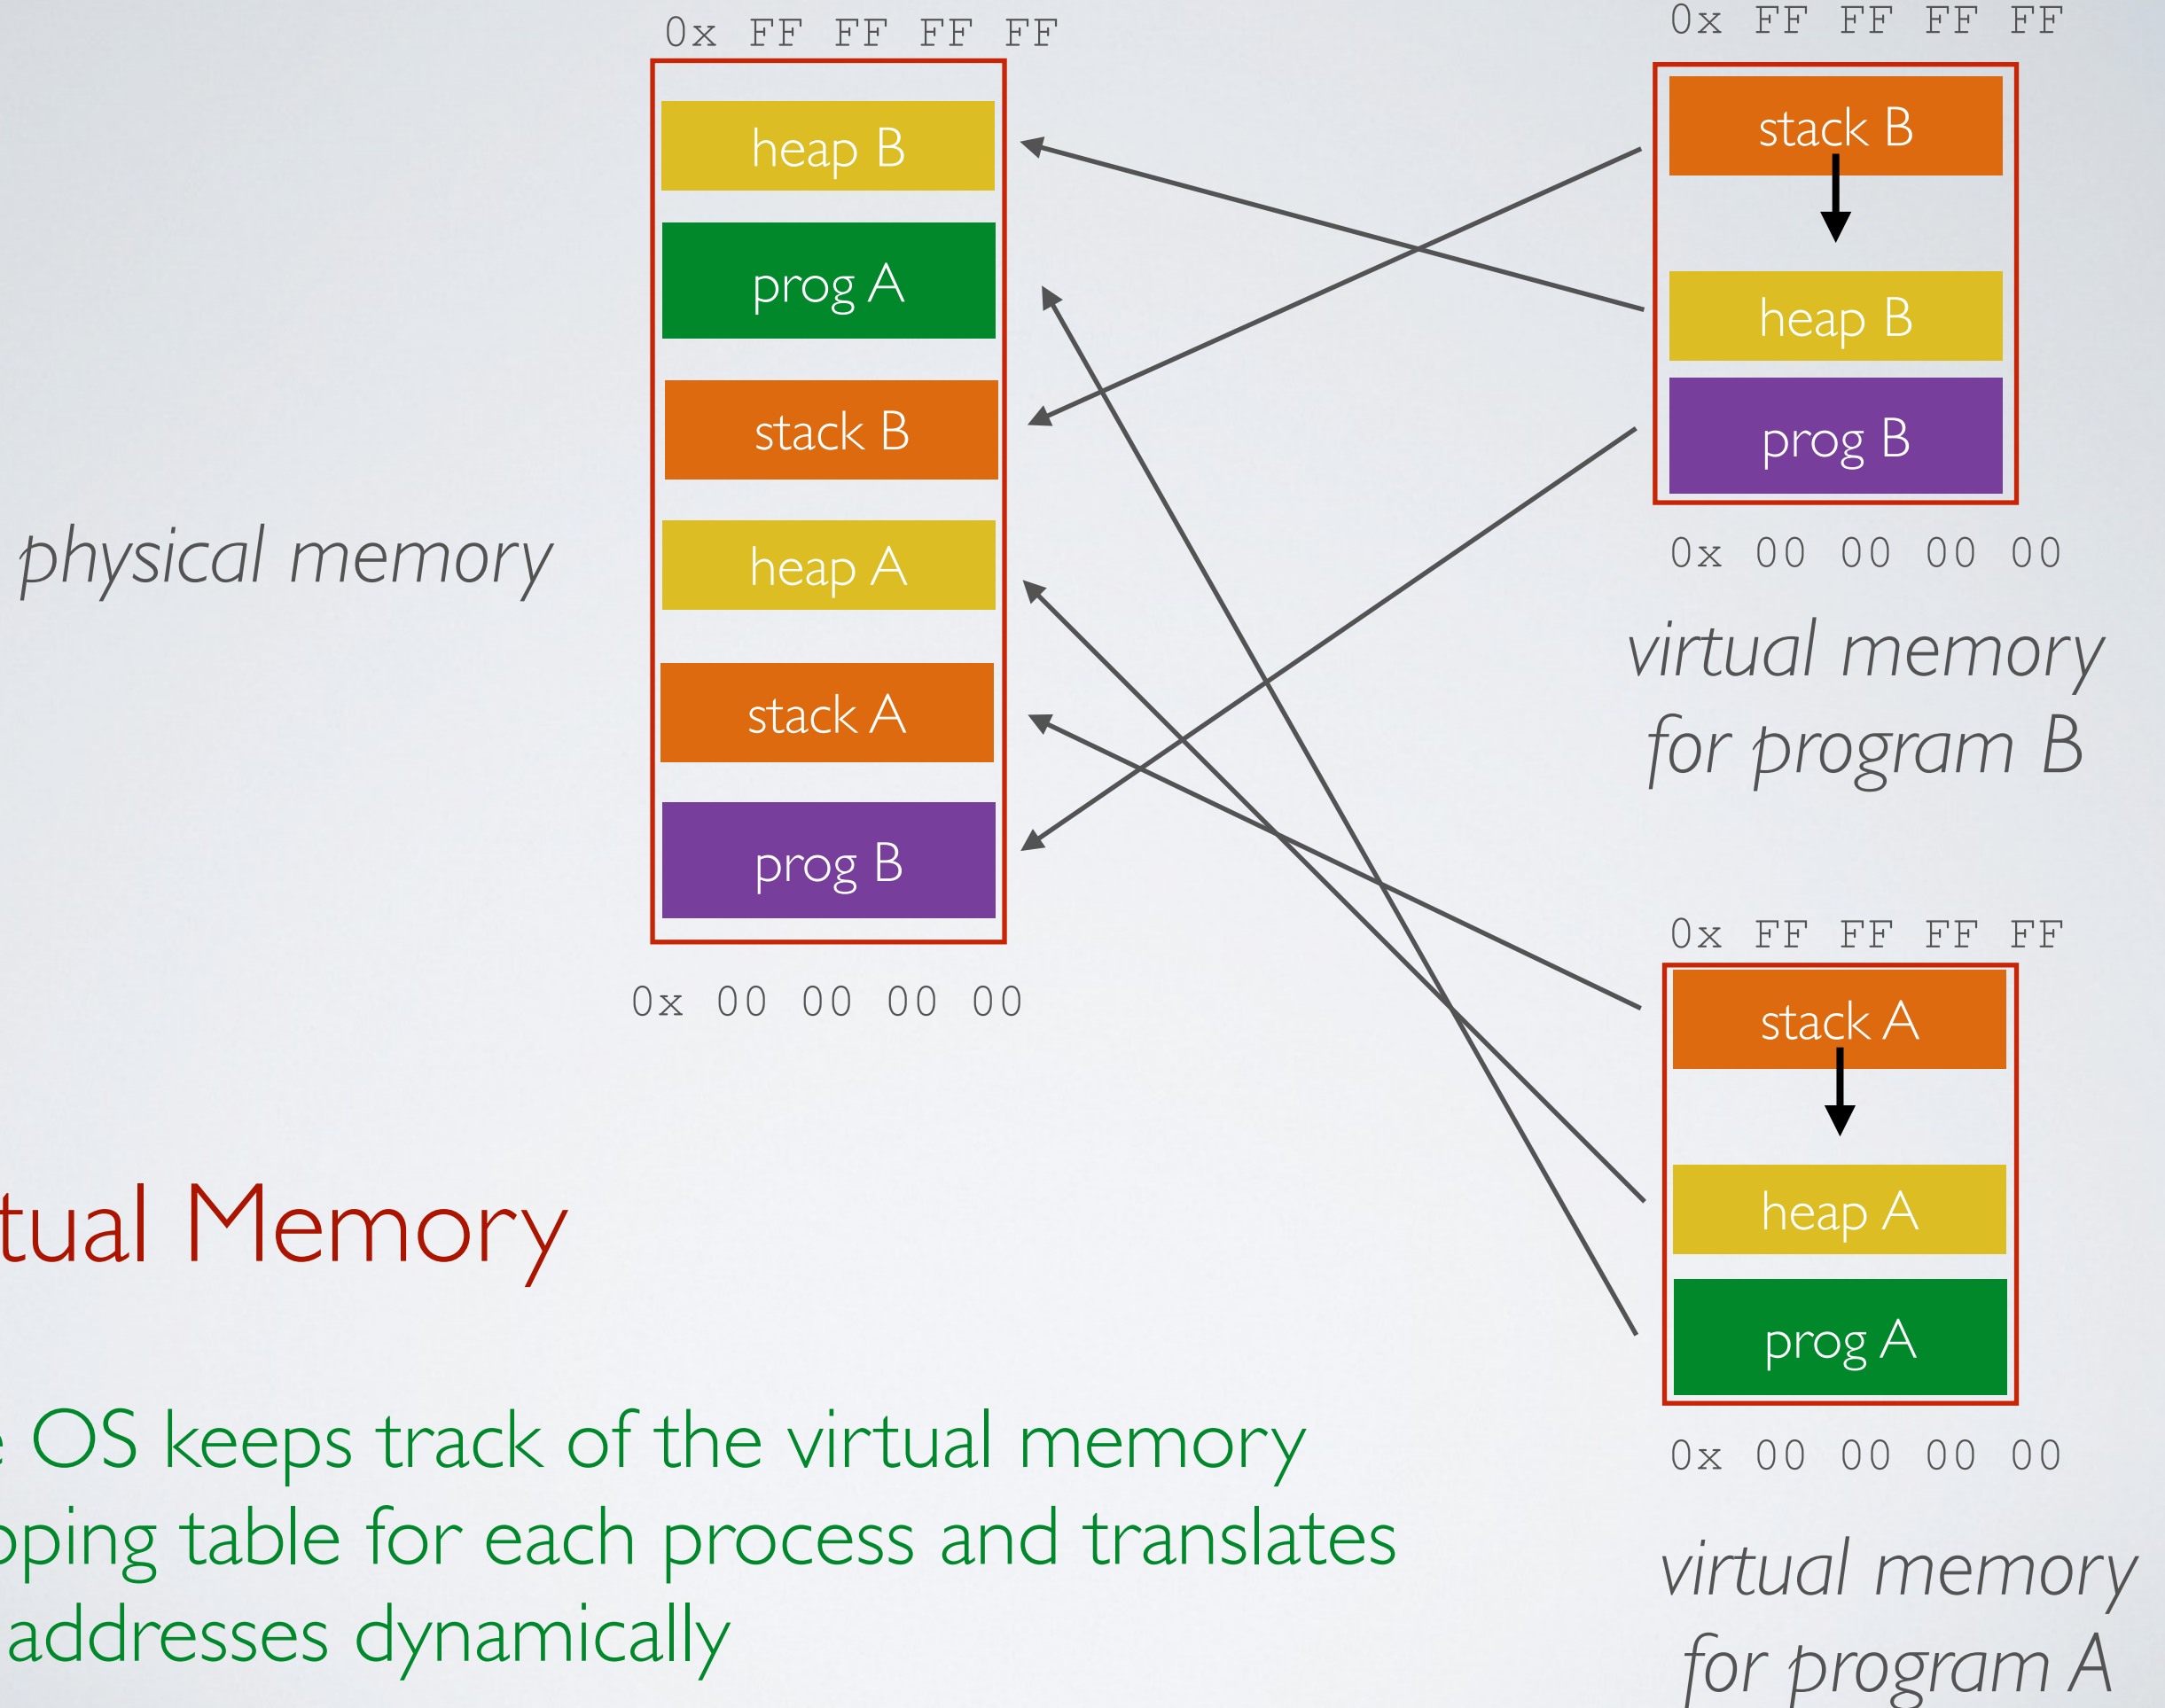 0x FF FF FF FF
heap B
prog A
stack B
heap A
stack A
prog B
0x 00 00 00 00
physical memory
0x FF FF FF FF
stack B
heap B
prog B
0x 00 00 00 00
virtual memory
for program B
0x FF FF FF FF
stack A
heap A
prog A
0x 00 00 00 00
virtual memory
for program A
tual Memory
e OS keeps track of the virtual memory
pping table for each process and translates
addresses dynamically